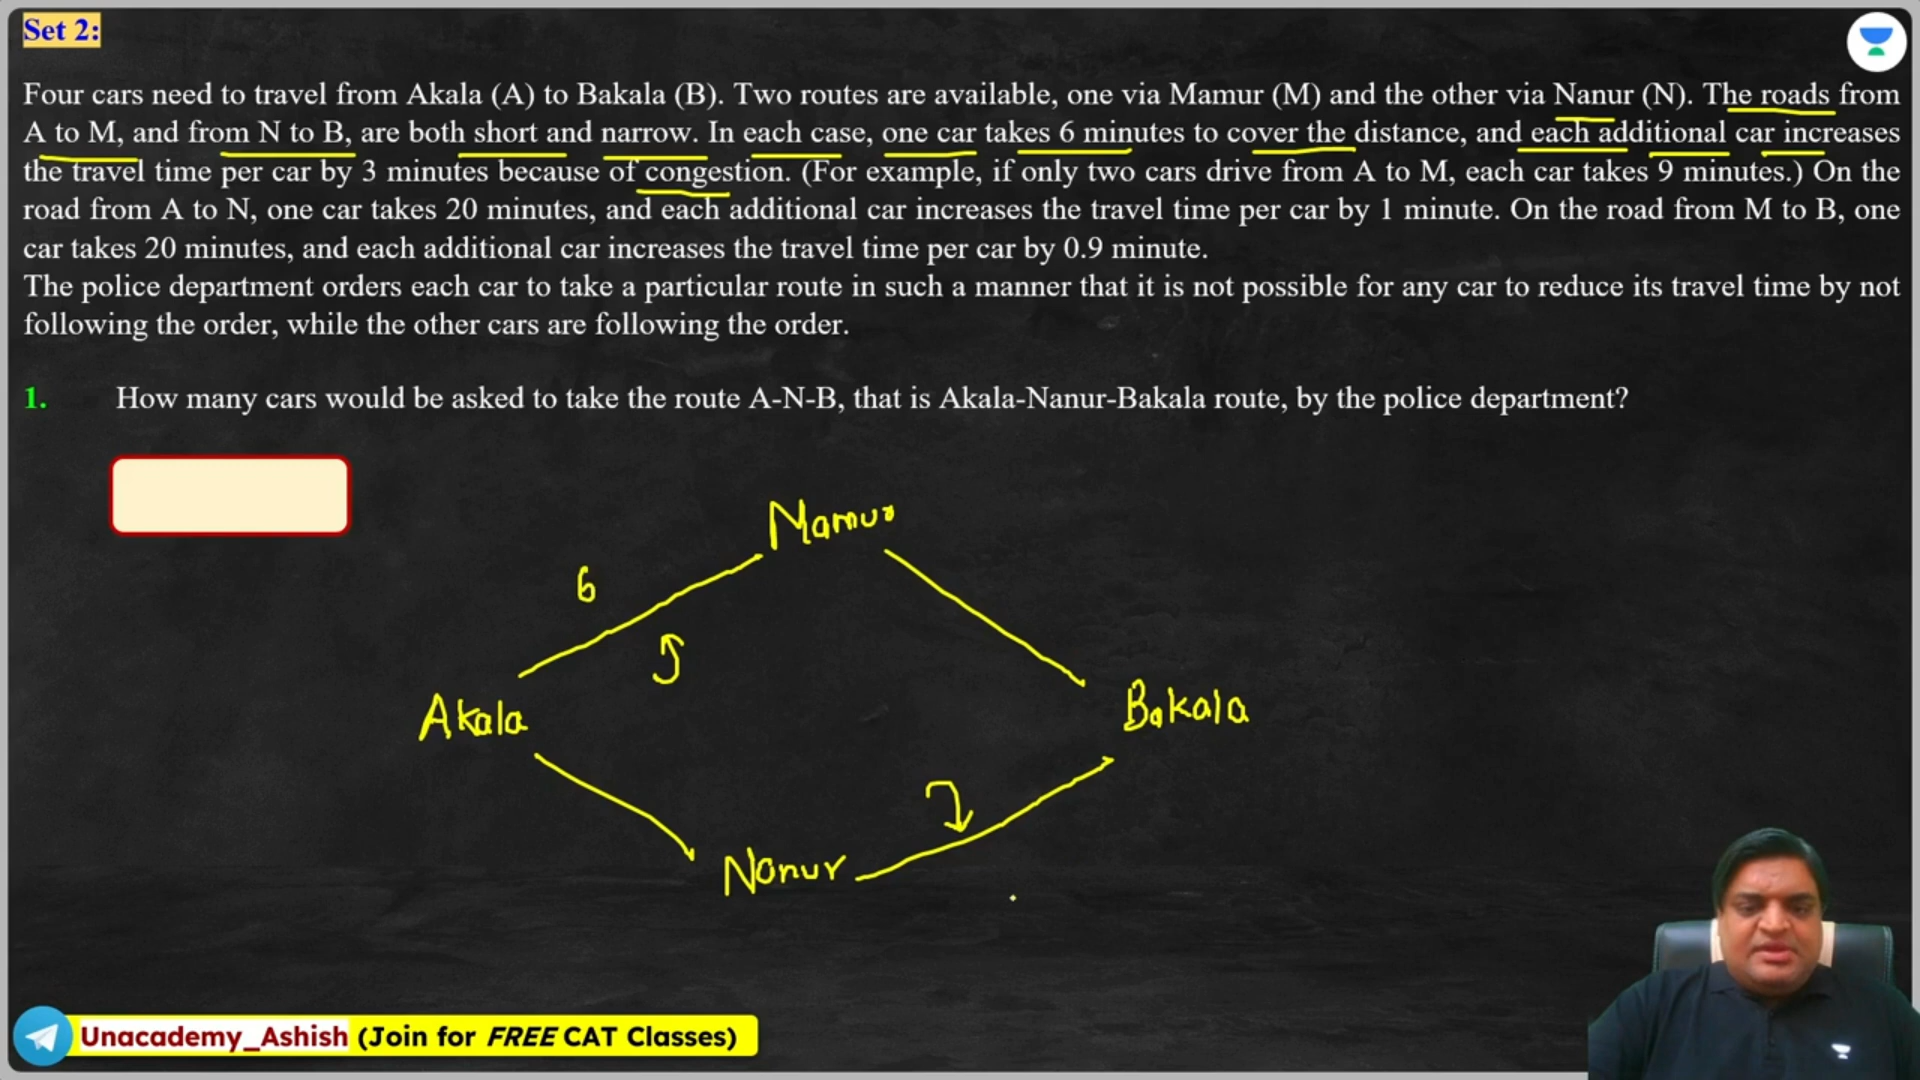 Set 2:
Four cars need to travel from Akala (A) to Bakala (B). Two routes are available, one via Mamur (M) and the other via Nanur (N). The roads from
A to M, and from N to B, are both short and narrow. In each case, one car takes 6 minutes to cover the distance, and each additional car increases
the travel time per car by 3 minutes because of congestion. (For example, if only two cars drive from A to M, each car takes 9 minutes.) On the
road from A to N, one car takes 20 minutes, and each additional car increases the travel time per car by 1 minute. On the road from M to B, one
car takes 20 minutes, and each additional car increases the travel time per car by 0.9 minute.
The police department orders each car to take a particular route in such a manner that it is not possible for any car to reduce its travel time by not
following the order, while the other cars are following the order.
1. How many cars would be asked to take the route A-N-B, that is Akala-Nanur-Bakala route, by the police department?
Mamur
6
Akala
Bakala
Nanur
Unacademy_Ashish (Join for FREE CAT Classes)